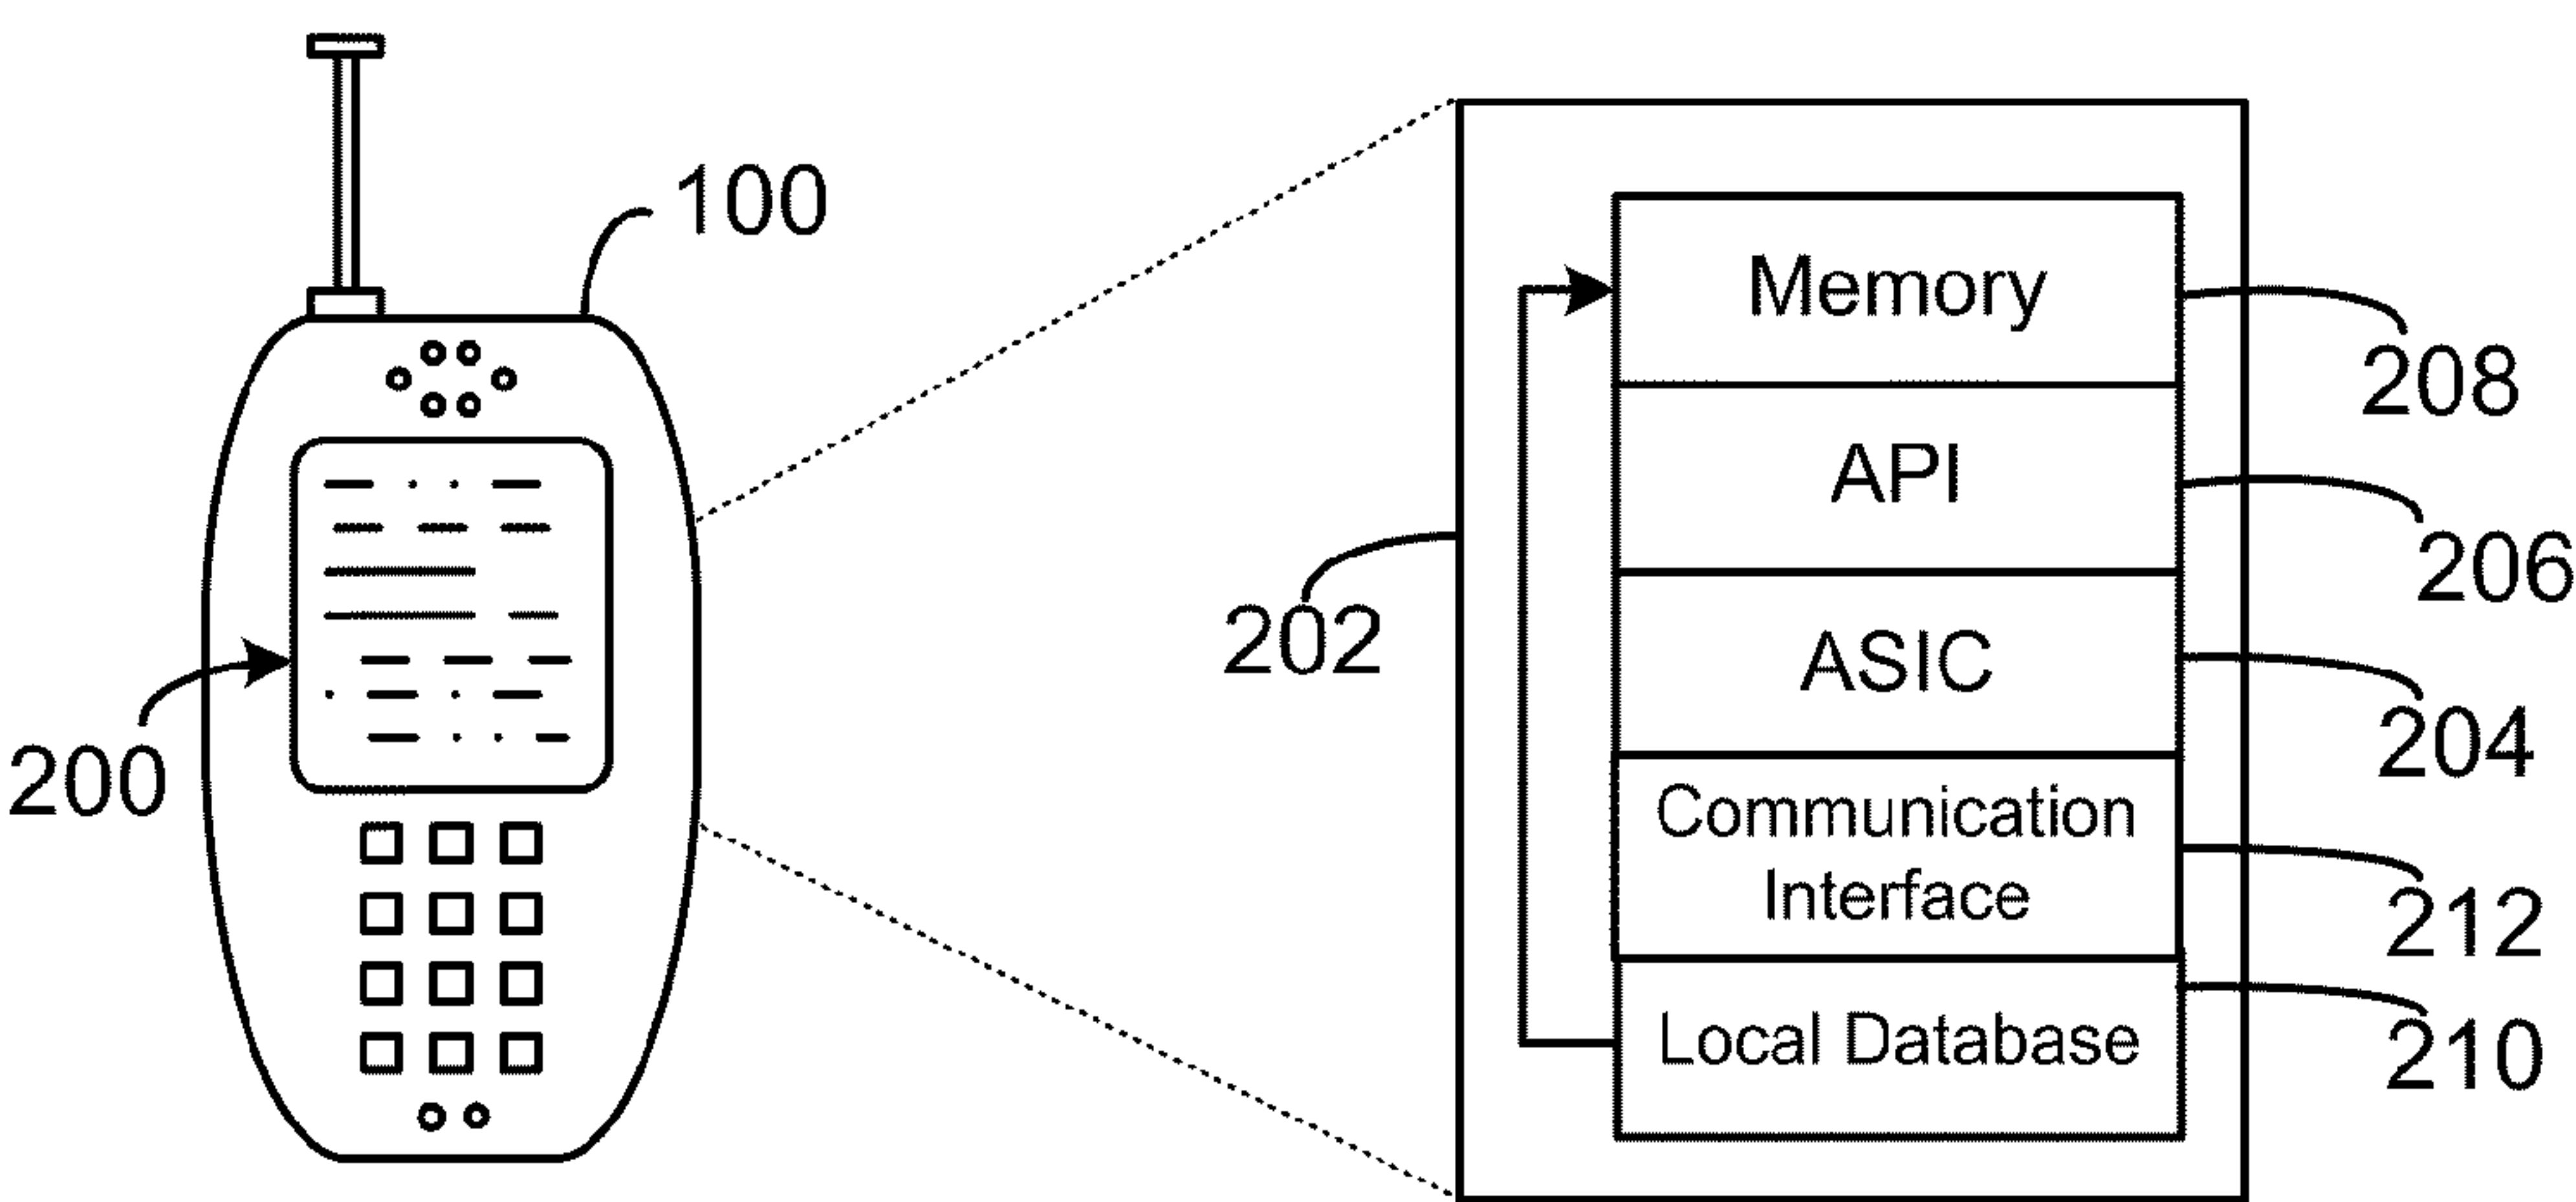 100
200
202
Memory
208
API
206
ASIC
204
Communication
Interface
212
Local Database
210